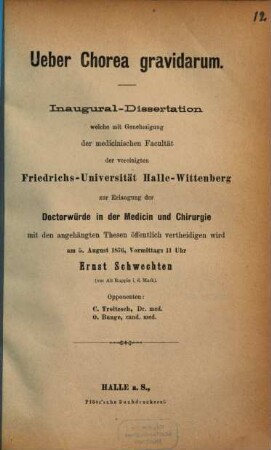 12
Ueber Chorea gravidarum.
Inaugural-Dissertation
welche mit Genehmigung
der medicinischen Facultät
der vereinigten
Friedrichs-Universität Halle-Wittenberg
zur Erlangung der
Doctorwürde in der Medicin und Chirurgie
mit den angehängten Thesen öffentlich vertheidigen wird
am 5. August 1876, Vormittags 11 Uhr
Ernst Schwechten
(aus Alt Ruppin i. d. Mark).
Opponenten:
C. Troitzsch, Dr. med.
O. Bunge, cand. med.
HALLE a. S.,
Plötz'sche Buchdruckerei